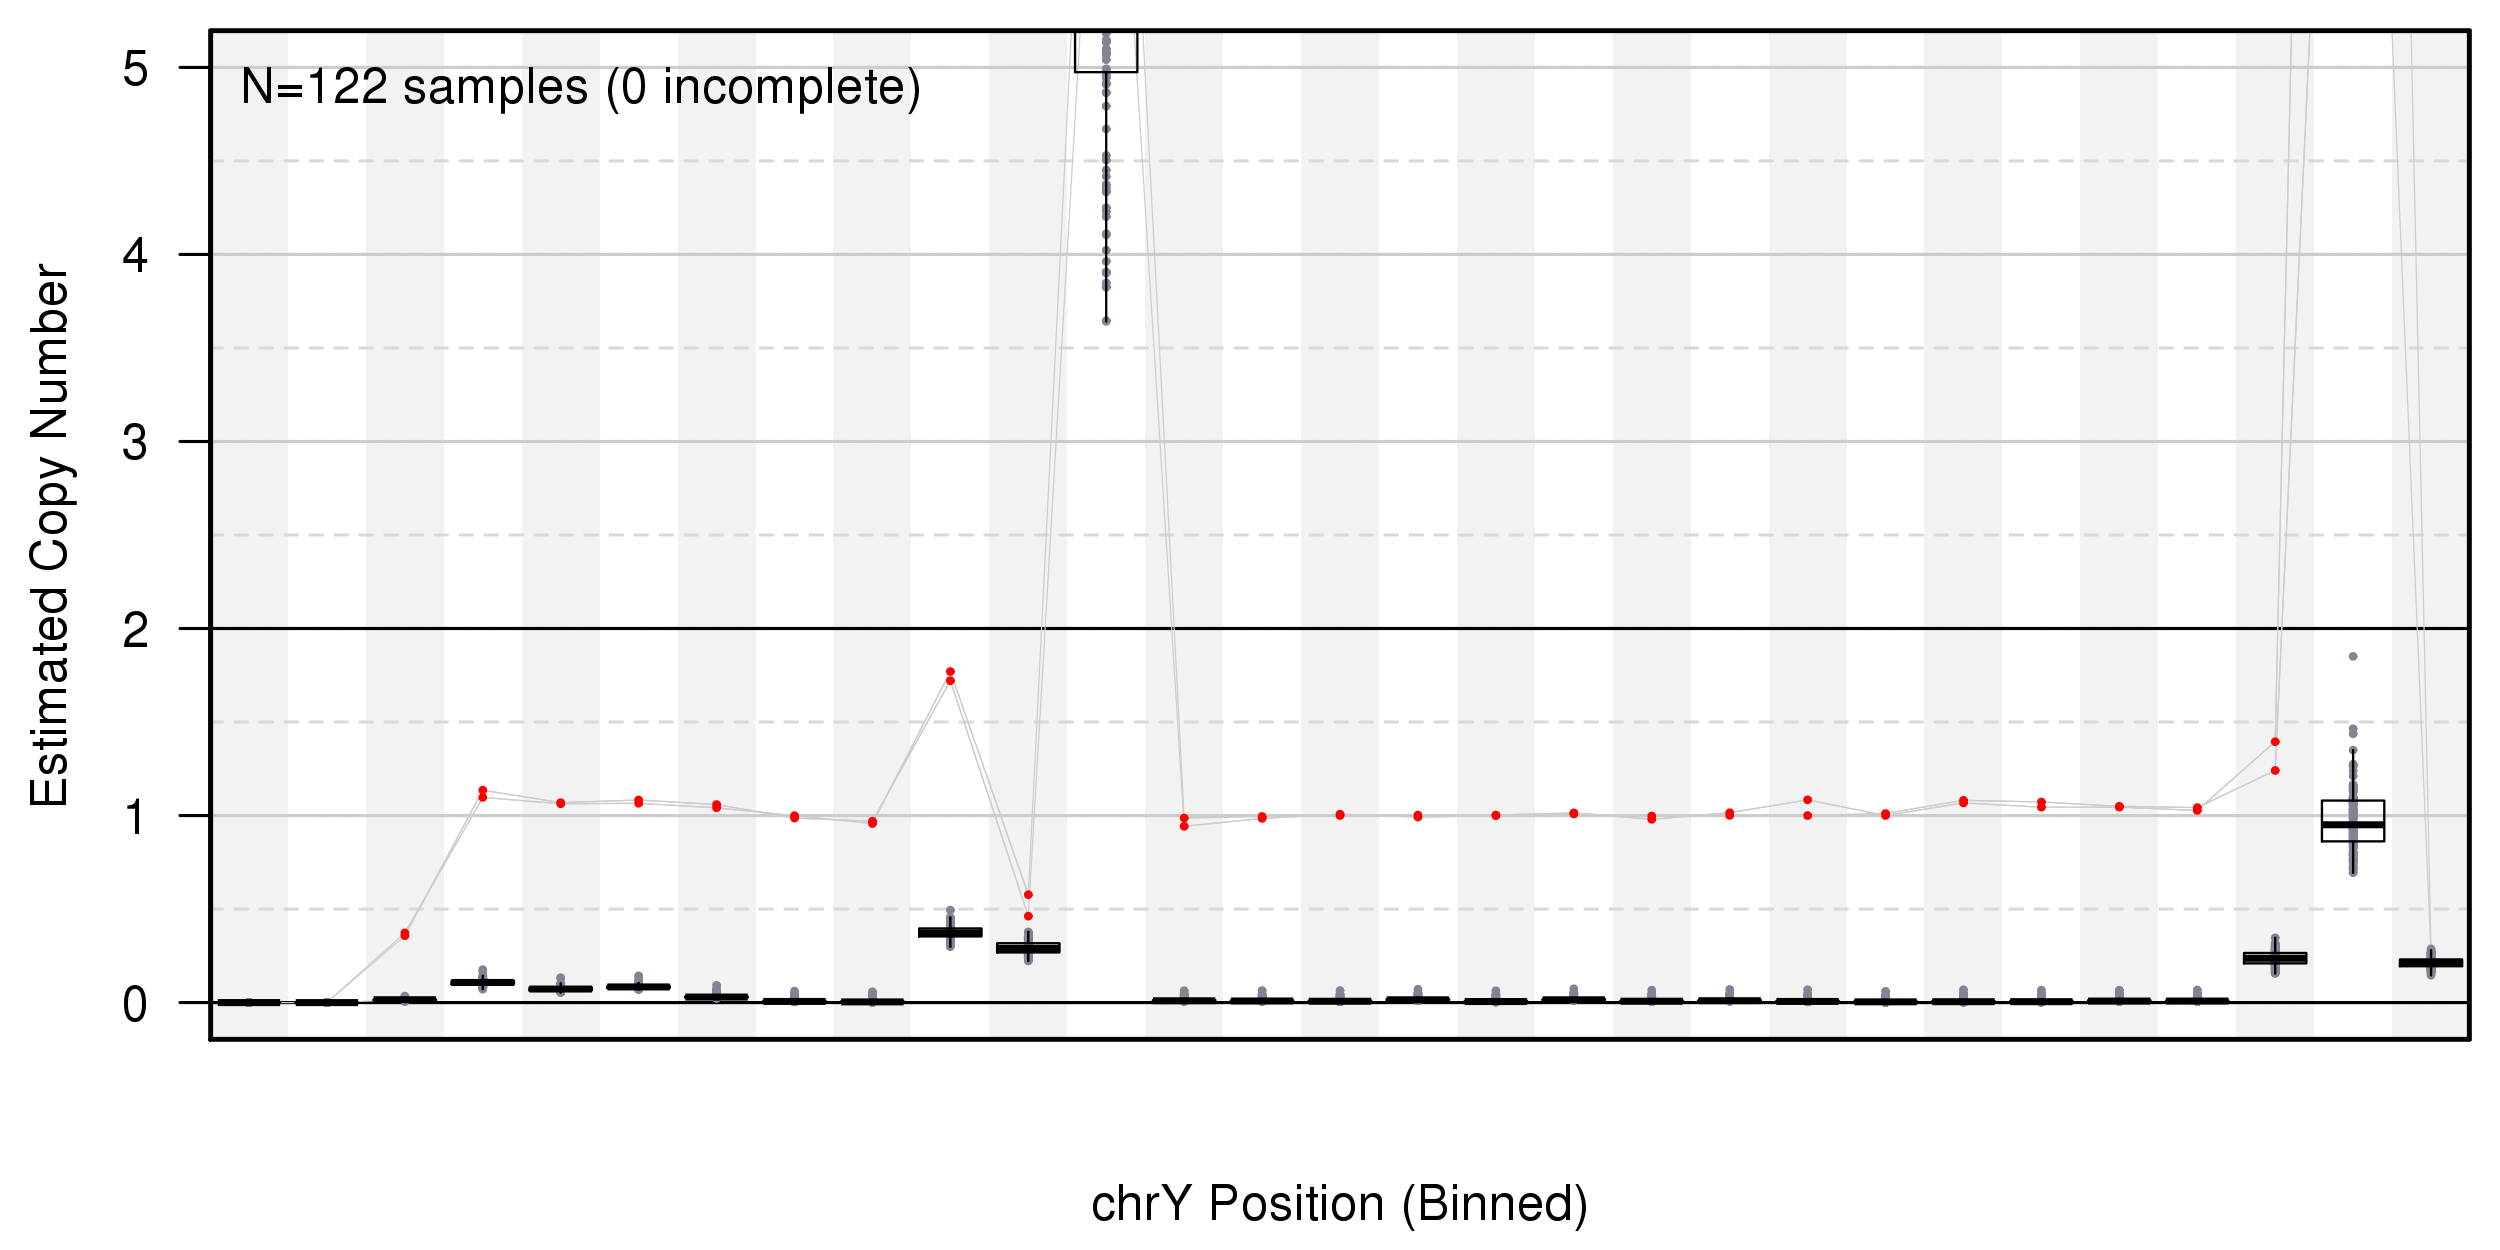 N=122 samples (0 incomplete)
5
4
3
2
1
0
Estimated Copy Number
chrY Position (Binned)